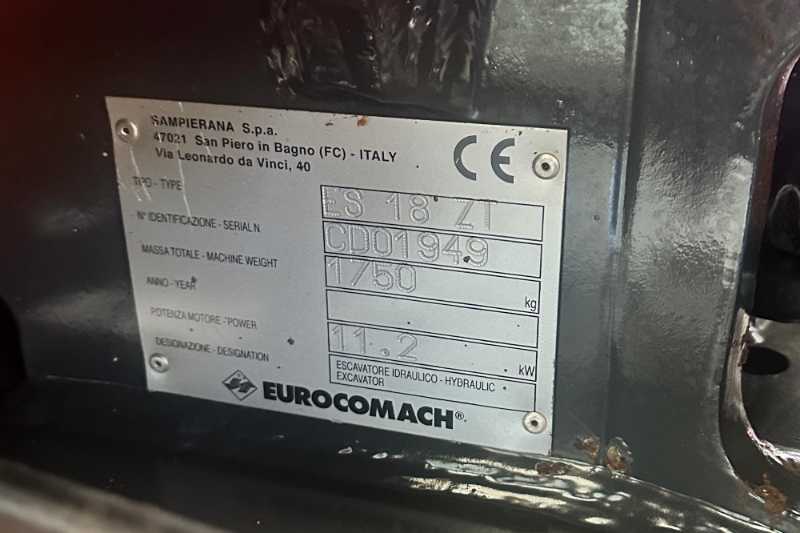 SAMPIERANA S.p.a.
47021 San Piero in Bagno (FC) - ITALY
Via Leonardo da Vinci, 40
CE
TIPO - TYPE ES 18 ZT
N° IDENTIFICAZIONE - SERIAL N. CD01949
MASSA TOTALE - MACHINE WEIGHT 1750 kg
ANNO - YEAR
POTENZA MOTORE - POWER 11.2 kW
DESIGNAZIONE - DESIGNATION ESCAVATORE IDRAULICO - HYBRAULIC
EXCAVATOR
EUROCOMACH®